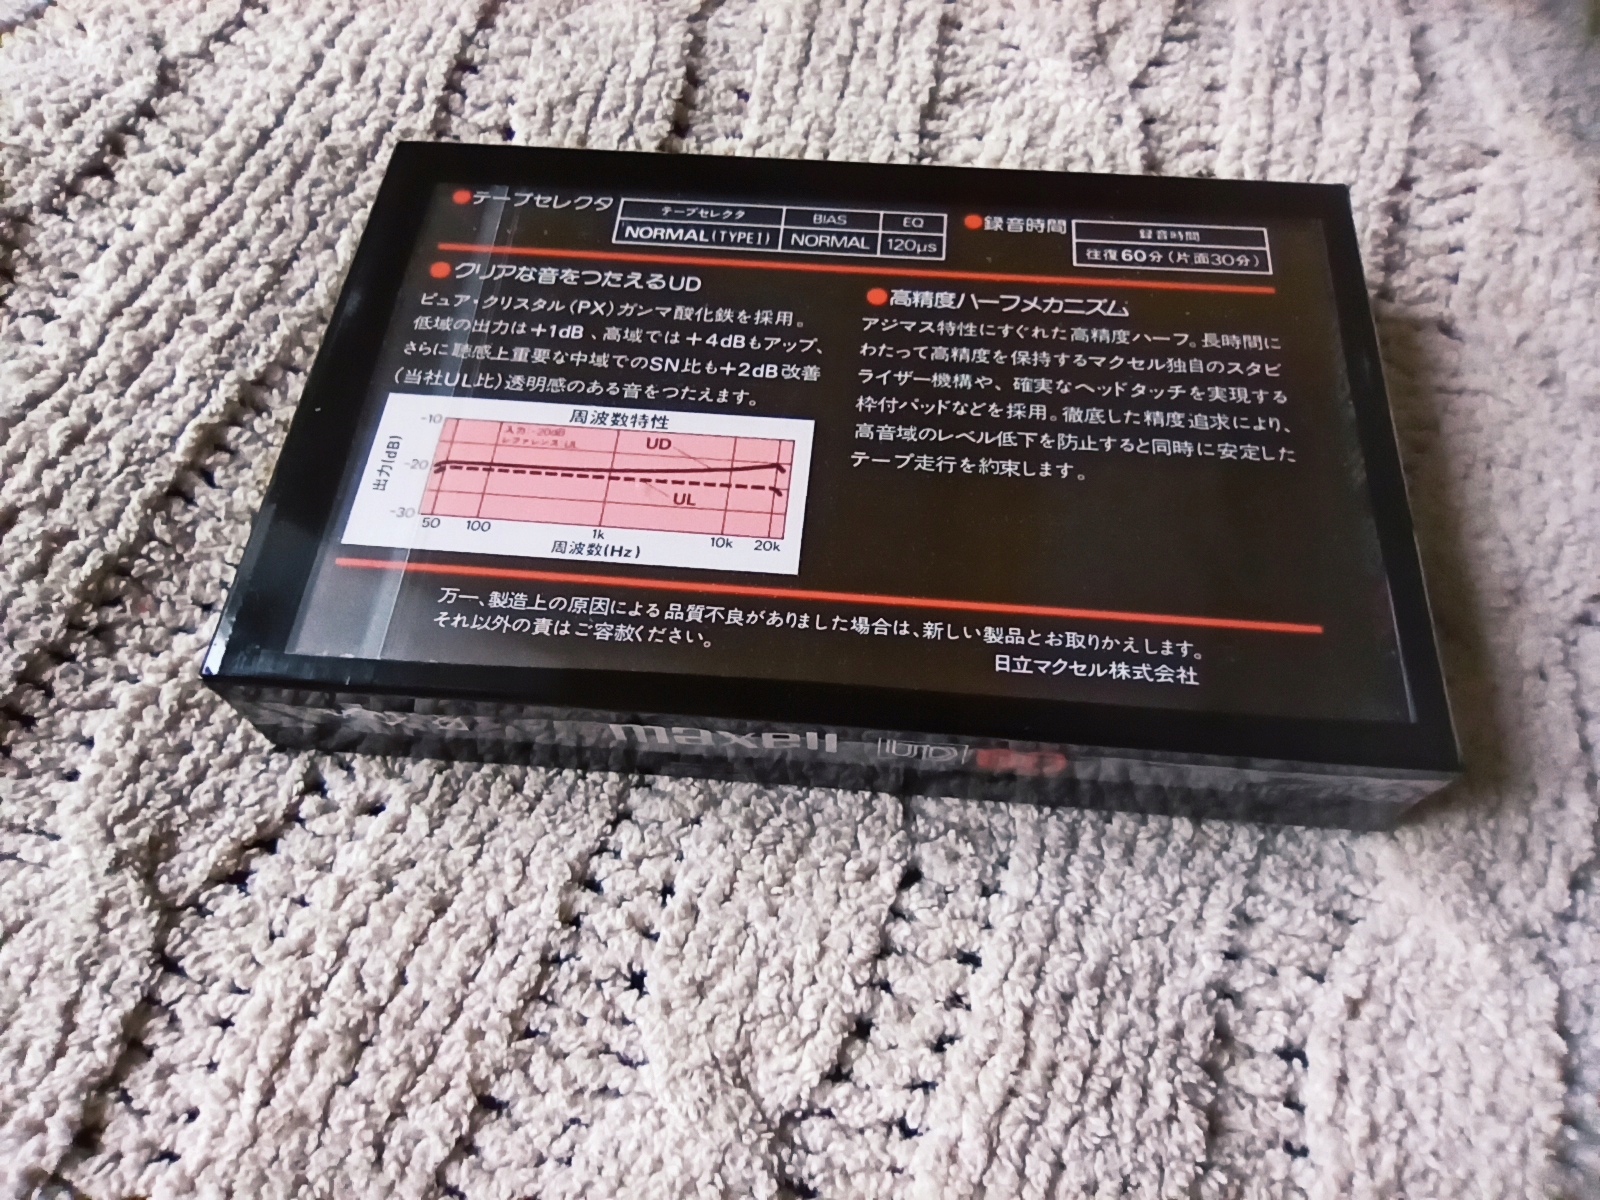 ●テープセレクタ
テープセレクタ BIAS EQ
NORMAL(TYPEⅠ) NORMAL 120μs
●録音時間
録音時間
往復60分(片面30分)
●クリアな音をつたえるUD
ピュア・クリスタル(PX)ガンマ酸化鉄を採用。
低域の出力は+1dB、高域では+4dBもアップ、
さらに聴感上重要な中域でのSN比も+2dB改善
(当社UL比)透明感のある音をつたえます。
周波数特性
入力 -20dB
レファレンス UL
出力(dB)
-10
-20
-30
UD
UL
50 100 1k 10k 20k
周波数(Hz)
●高精度ハーフメカニズム
アジマス特性にすぐれた高精度ハーフ。長時間に
わたって高精度を保持するマクセル独自のスタビ
ライザー機構や、確実なヘッドタッチを実現する
枠付パッドなどを採用。徹底した精度追求により、
高音域のレベル低下を防止すると同時に安定した
テープ走行を約束します。
万一、製造上の原因による品質不良がありました場合は、新しい製品とお取りかえします。
それ以外の責はご容赦ください。
日立マクセル株式会社
maxell UD